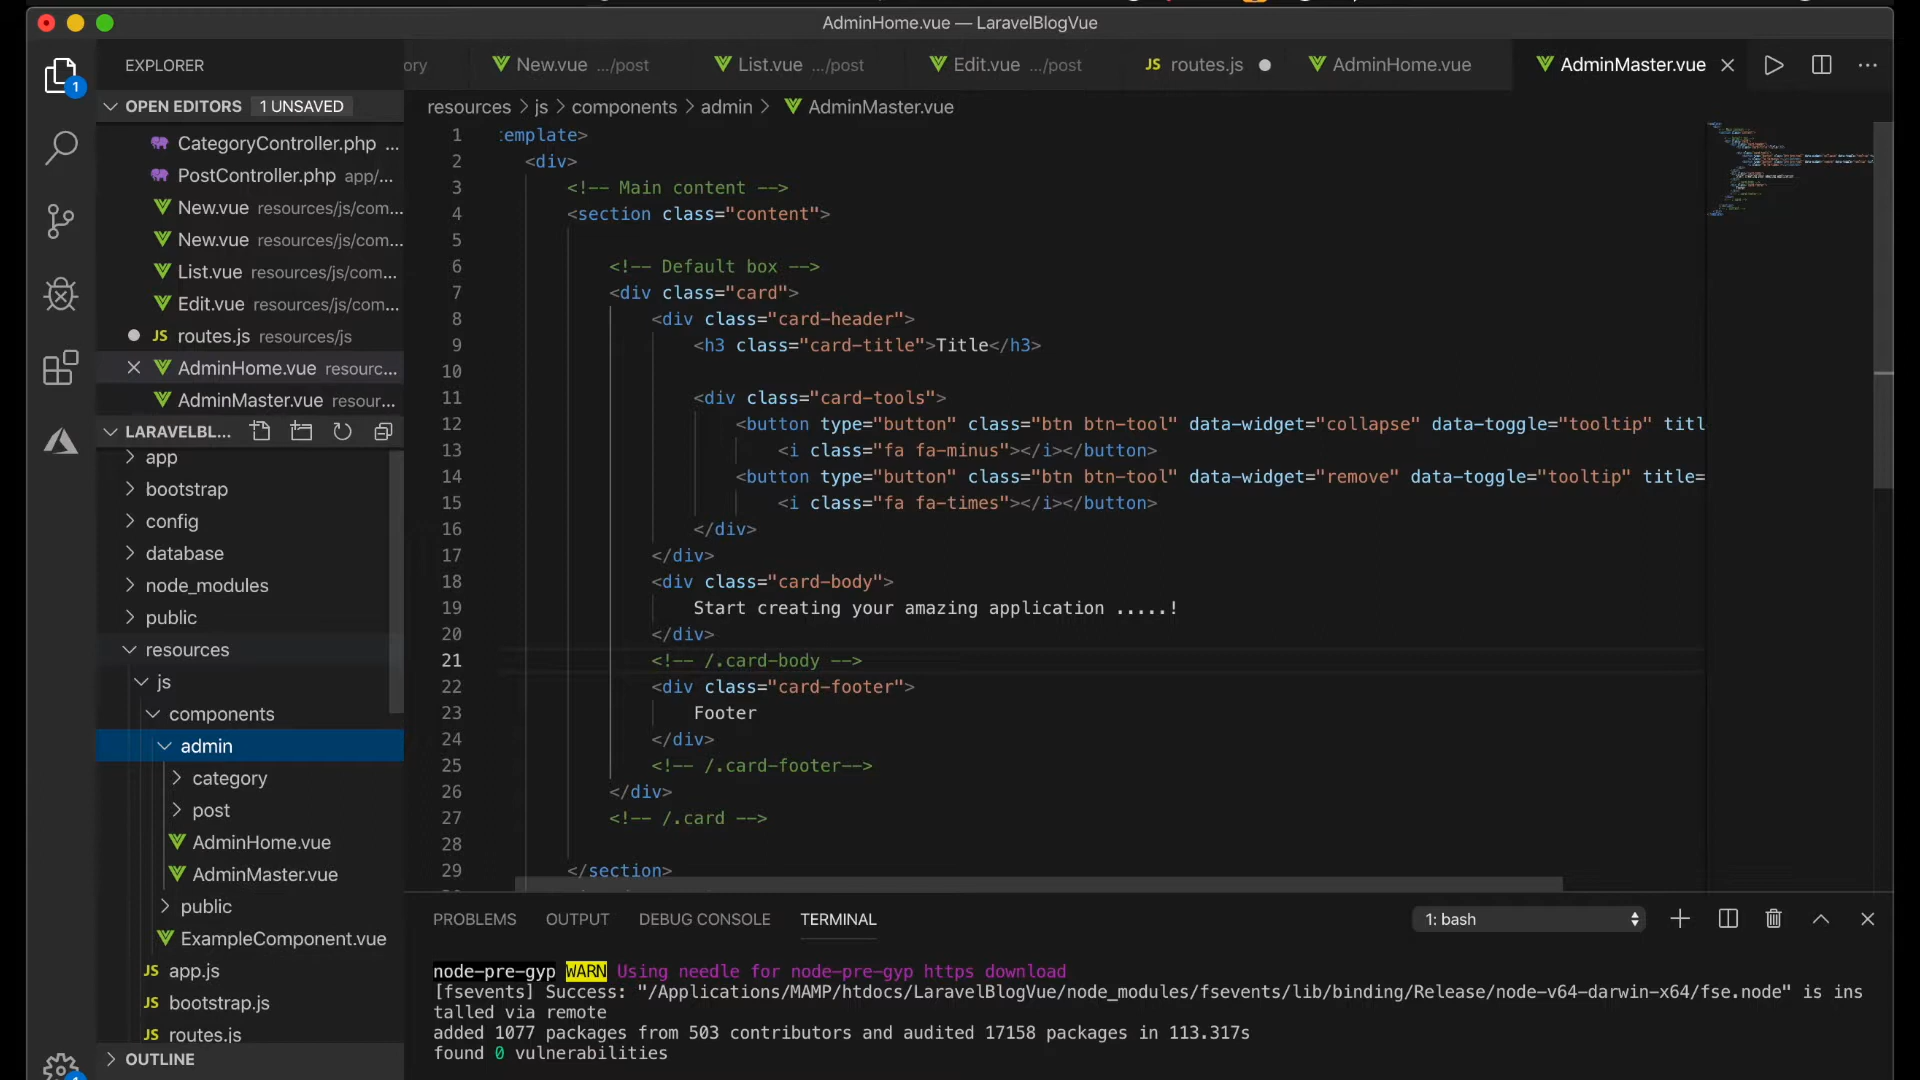 AdminHome.vue — LaravelBlogVue
EXPLORER
OPEN EDITORS 1 UNSAVED
CategoryController.php ...
PostController.php app/...
New.vue resources/js/com...
New.vue resources/js/com...
List.vue resources/js/com...
Edit.vue resources/js/com...
JS routes.js resources/js
AdminHome.vue resourc...
AdminMaster.vue resour...
LARAVELBL...
app
bootstrap
config
database
node_modules
public
resources
js
components
admin
category
post
AdminHome.vue
AdminMaster.vue
public
ExampleComponent.vue
JS app.js
JS bootstrap.js
JS routes.js
OUTLINE
1
1
ory New.vue .../post List.vue .../post Edit.vue .../post JS routes.js AdminHome.vue AdminMaster.vue
resources > js > components > admin > AdminMaster.vue
1 :emplate>
2 <div>
3 <!-- Main content -->
4 <section class="content">
5
6 <!-- Default box -->
7 <div class="card">
8 <div class="card-header">
9 <h3 class="card-title">Title</h3>
10
11 <div class="card-tools">
12 <button type="button" class="btn btn-tool" data-widget="collapse" data-toggle="tooltip" titl
13 <i class="fa fa-minus"></i></button>
14 <button type="button" class="btn btn-tool" data-widget="remove" data-toggle="tooltip" title=
15 <i class="fa fa-times"></i></button>
16 </div>
17 </div>
18 <div class="card-body">
19 Start creating your amazing application .....!
20 </div>
21 <!-- /.card-body -->
22 <div class="card-footer">
23 Footer
24 </div>
25 <!-- /.card-footer-->
26 </div>
27 <!-- /.card -->
28
29 </section>
PROBLEMS OUTPUT DEBUG CONSOLE TERMINAL 1: bash
node-pre-gyp WARN Using needle for node-pre-gyp https download
[fsevents] Success: "/Applications/MAMP/htdocs/LaravelBlogVue/node_modules/fsevents/lib/binding/Release/node-v64-darwin-x64/fse.node" is ins
talled via remote
added 1077 packages from 503 contributors and audited 17158 packages in 113.317s
found 0 vulnerabilities